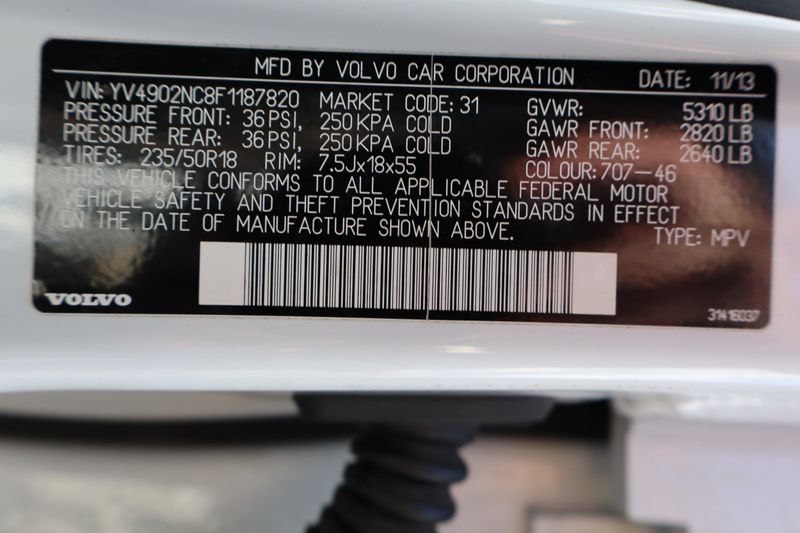 MFD BY VOLVO CAR CORPORATION DATE: 11/13
VIN: YV4902NC8F1187820 MARKET CODE: 31 GVWR: 5310 LB
PRESSURE FRONT: 36 PSI, 250 KPA COLD GAWR FRONT: 2820 LB
PRESSURE REAR: 36 PSI, 250 KPA COLD GAWR REAR: 2640 LB
TIRES: 235/50R18 RIM: 7.5Jx18x55 COLOUR: 707-46
THIS VEHICLE CONFORMS TO ALL APPLICABLE FEDERAL MOTOR
VEHICLE SAFETY AND THEFT PREVENTION STANDARDS IN EFFECT
ON THE DATE OF MANUFACTURE SHOWN ABOVE. TYPE: MPV
VOLVO
31416037